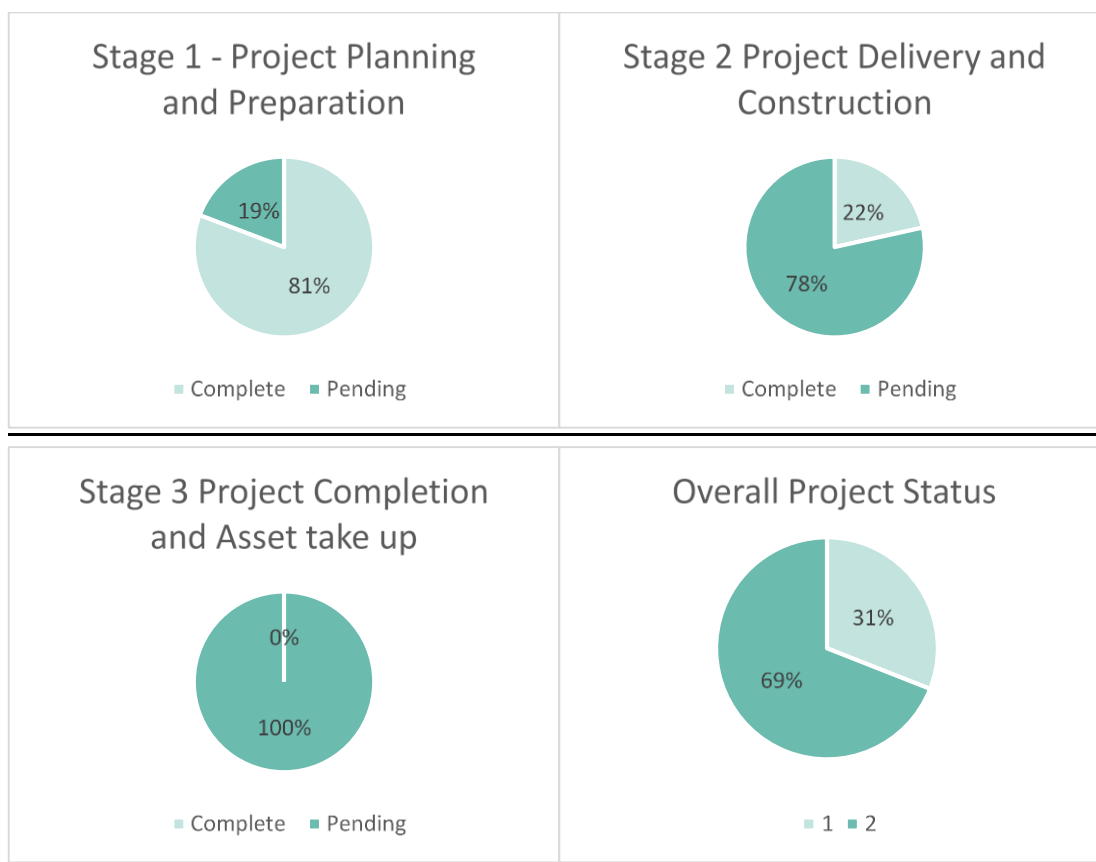 Stage 1 - Project Planning
and Preparation
19%
81%
Complete Pending
Stage 2 Project Delivery and
Construction
22%
78%
Complete Pending
Stage 3 Project Completion
and Asset take up
0%
100%
Complete Pending
Overall Project Status
31%
69%
1 2